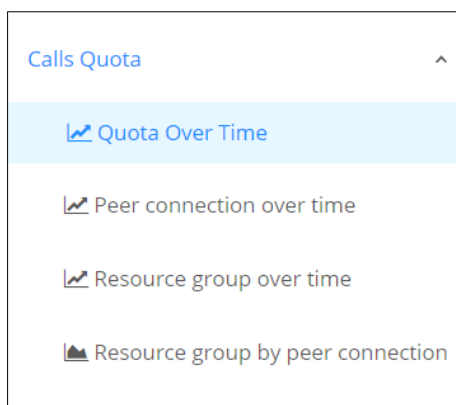 Calls Quota
Quota Over Time
Peer connection over time
Resource group over time
Resource group by peer connection